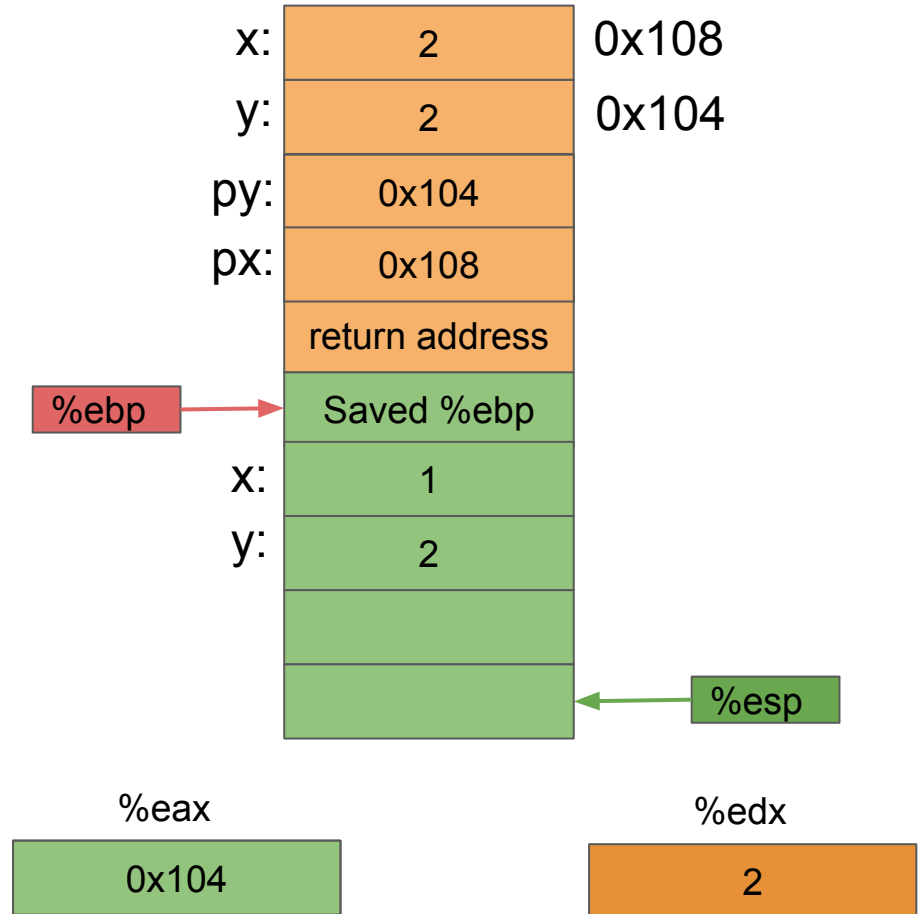 x: 2 0x108
y: 2 0x104
py: 0x104
px: 0x108
return address
%ebp Saved %ebp
x: 1
y: 2
%esp
%eax %edx
0x104 2